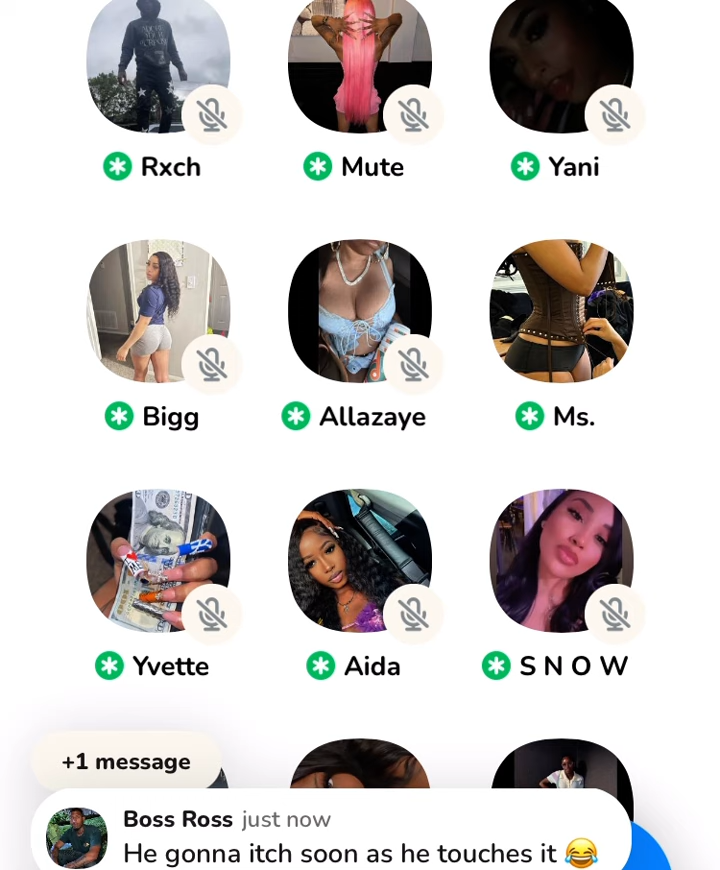 Rxch
Mute
Yani
Bigg
Allazaye
Ms.
Yvette
Aida
S N O W
+1 message
Boss Ross just now
He gonna itch soon as he touches it 😂